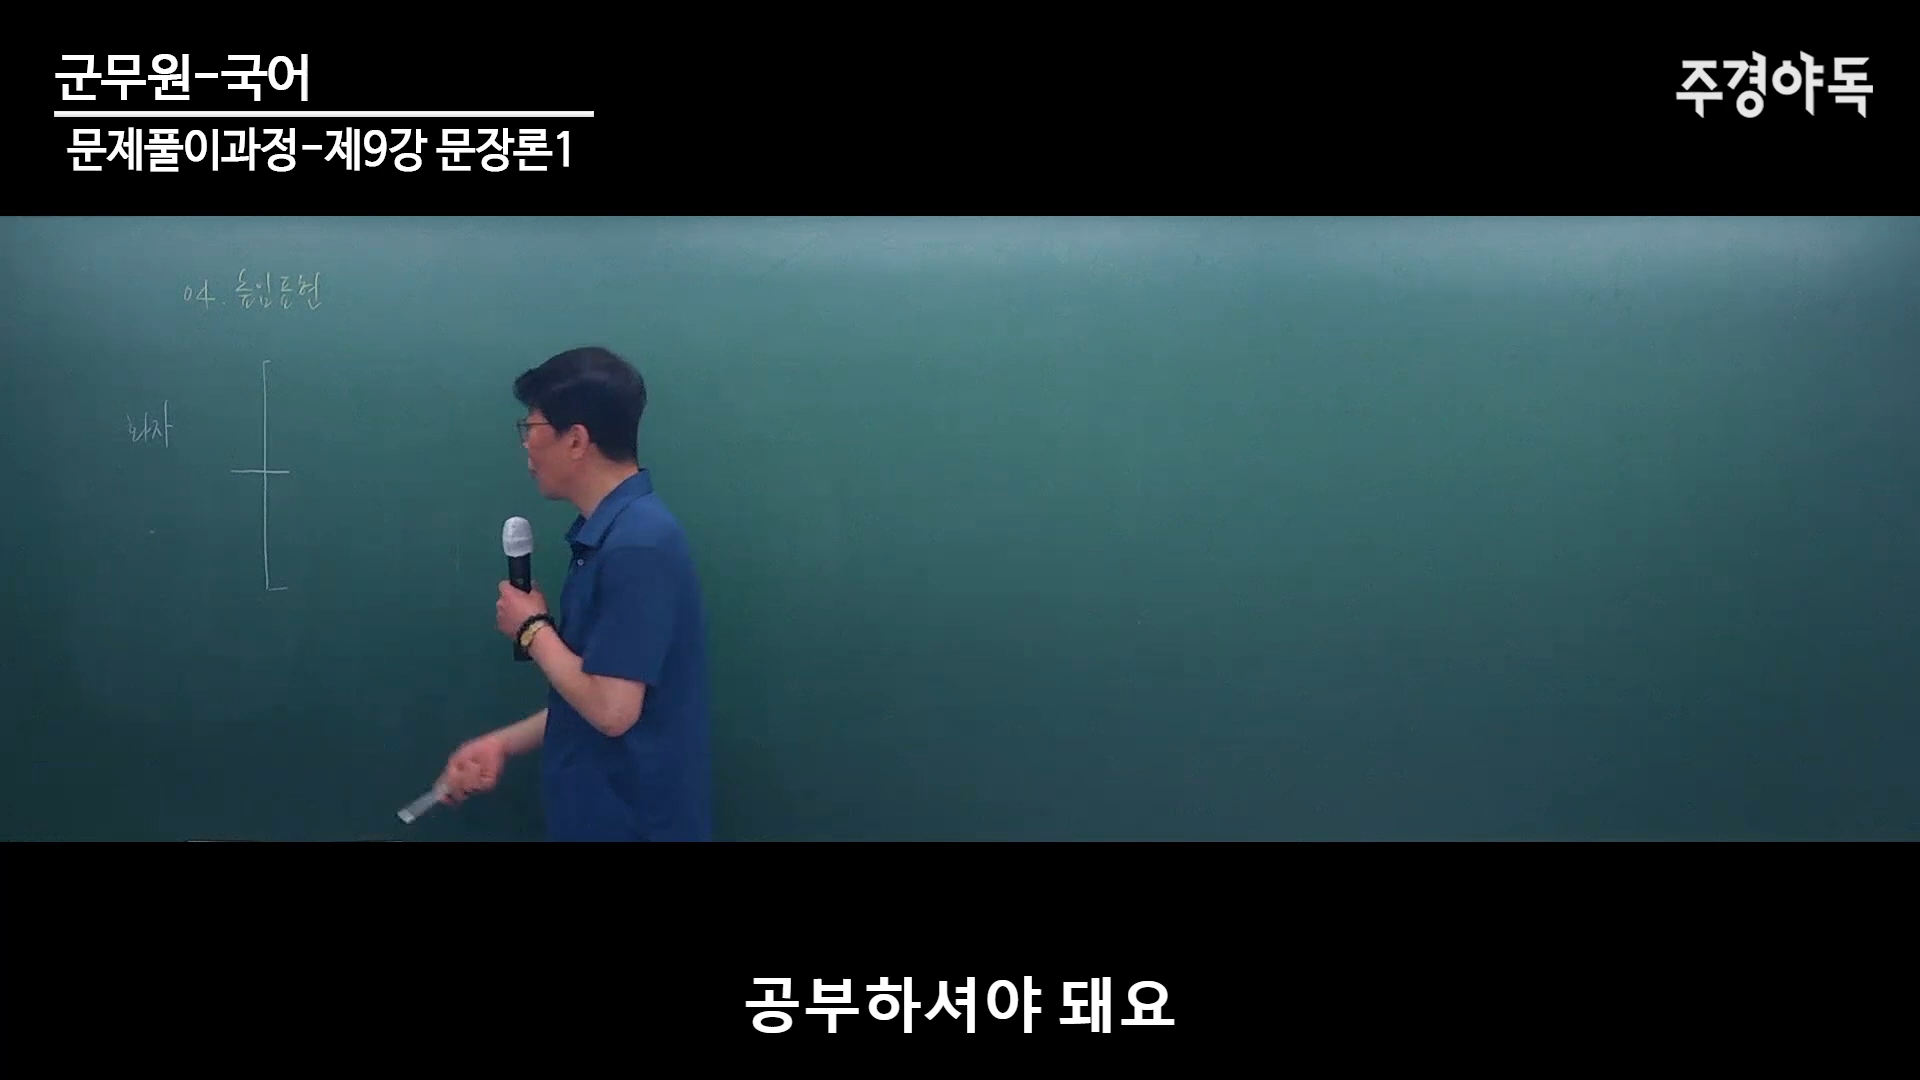 군무원-국어
주경야독
문제풀이과정-제9강 문장론1
04. 높임표현
화자
공부하셔야 돼요